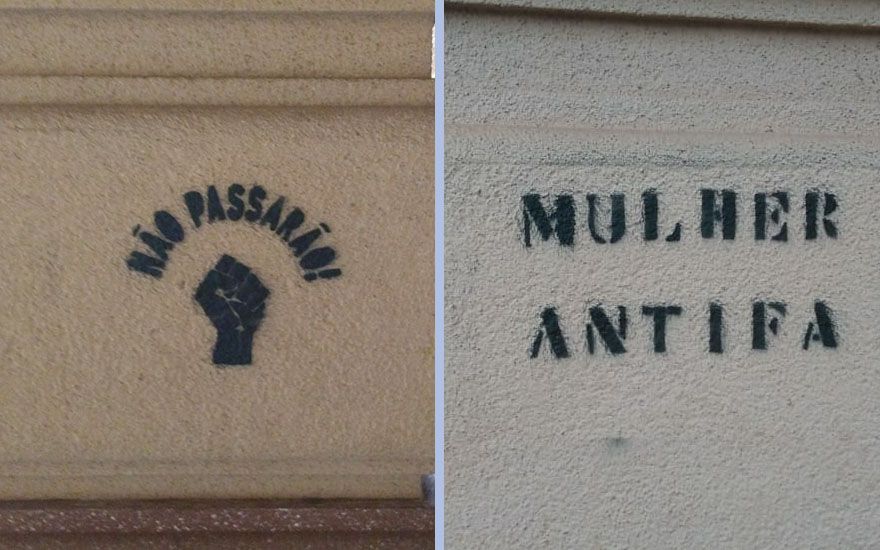 NÃO PASSARÃO!
MULHER
ANTIFA